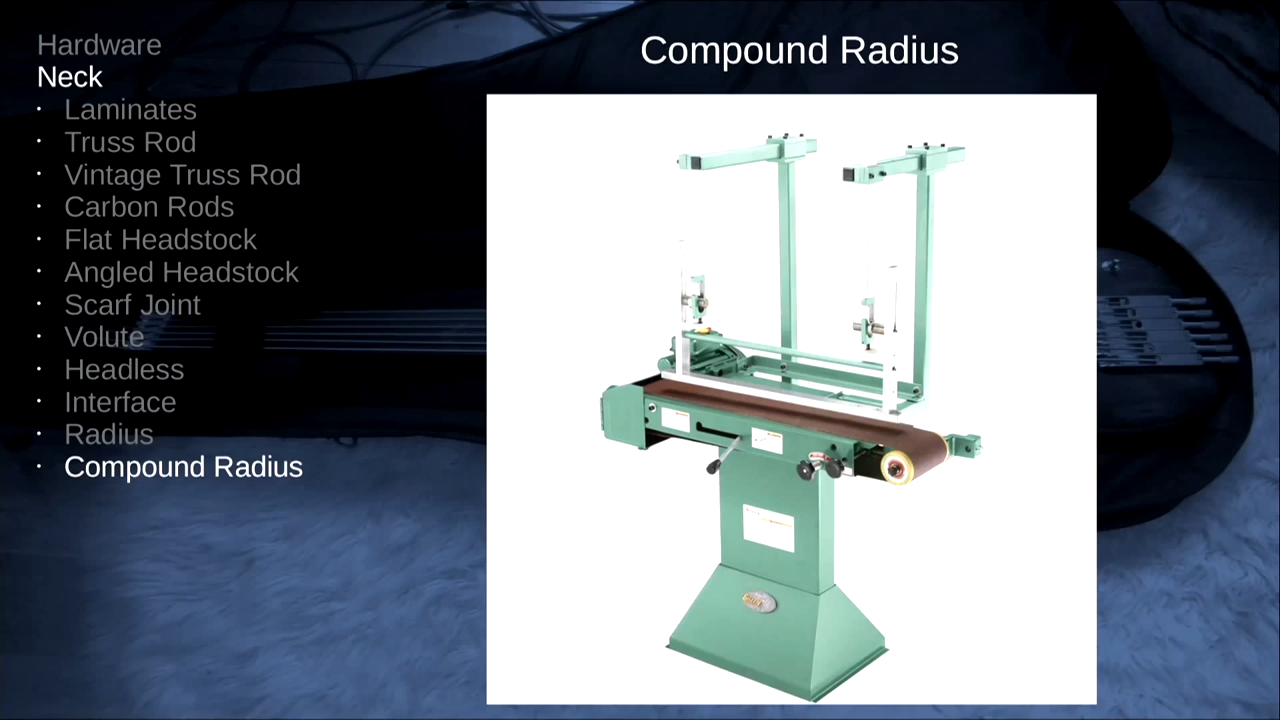 Hardware
Neck
· Laminates
· Truss Rod
· Vintage Truss Rod
· Carbon Rods
· Flat Headstock
· Angled Headstock
· Scarf Joint
· Volute
· Headless
· Interface
· Radius
· Compound Radius
Compound Radius